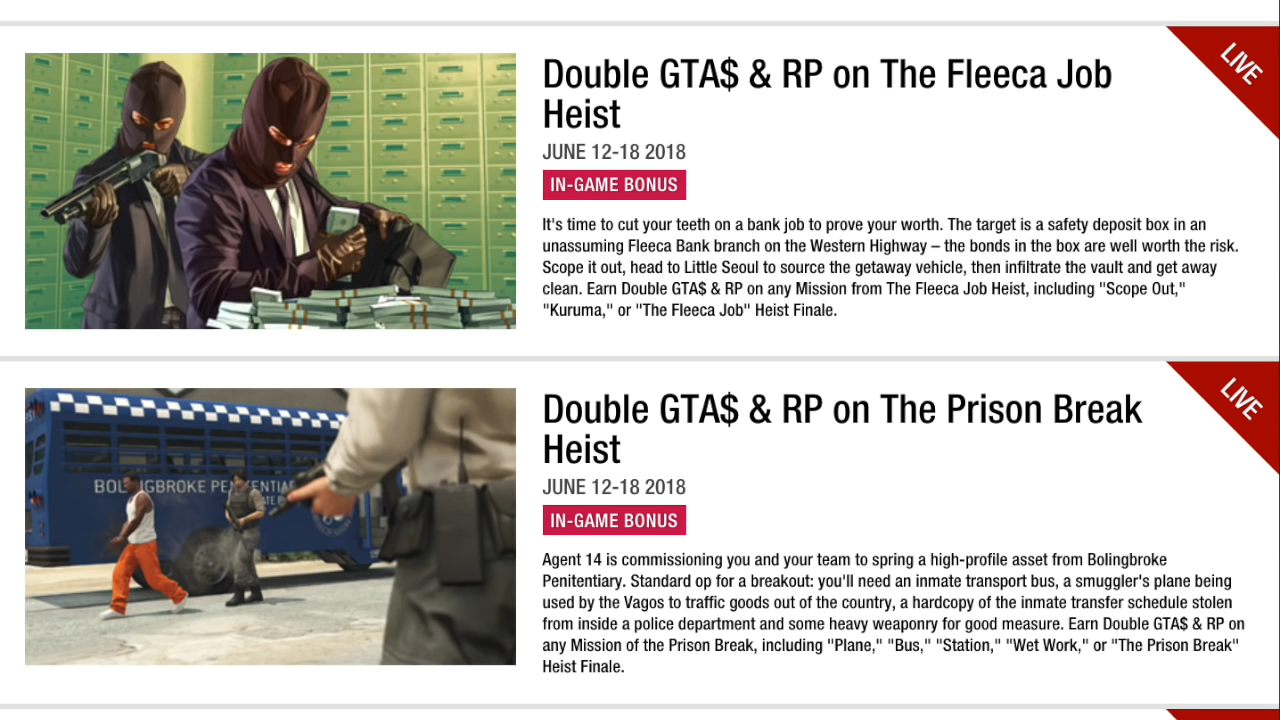 LIVE
Double GTA$ & RP on The Fleeca Job
Heist
JUNE 12-18 2018
IN-GAME BONUS
It's time to cut your teeth on a bank job to prove your worth. The target is a safety deposit box in an
unassuming Fleeca Bank branch on the Western Highway – the bonds in the box are well worth the risk.
Scope it out, head to Little Seoul to source the getaway vehicle, then infiltrate the vault and get away
clean. Earn Double GTA$ & RP on any Mission from The Fleeca Job Heist, including "Scope Out,"
"Kuruma," or "The Fleeca Job" Heist Finale.
LIVE
Double GTA$ & RP on The Prison Break
Heist
JUNE 12-18 2018
IN-GAME BONUS
Agent 14 is commissioning you and your team to spring a high-profile asset from Bolingbroke
Penitentiary. Standard op for a breakout: you'll need an inmate transport bus, a smuggler's plane being
used by the Vagos to traffic goods out of the country, a hardcopy of the inmate transfer schedule stolen
from inside a police department and some heavy weaponry for good measure. Earn Double GTA$ & RP on
any Mission of the Prison Break, including "Plane," "Bus," "Station," "Wet Work," or "The Prison Break"
Heist Finale.